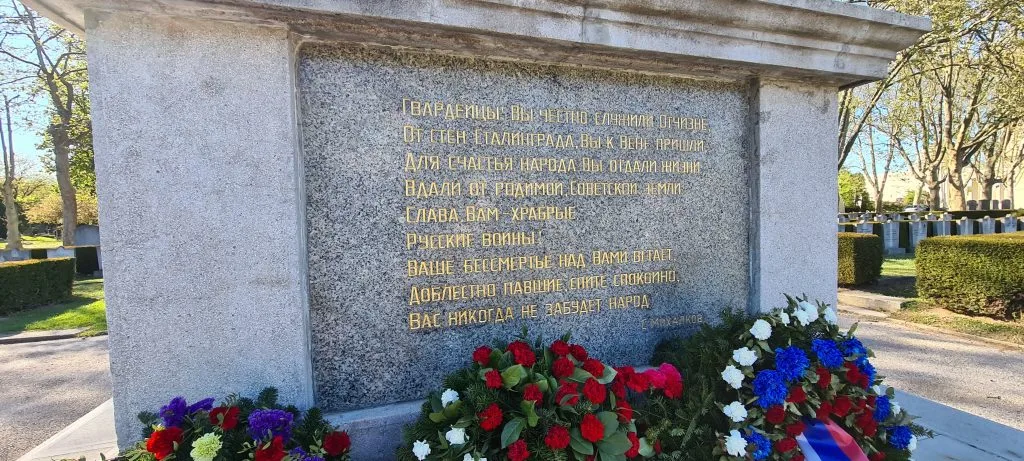 Гвардейцы! Вы честно служили Отчизне,
От стен Сталинграда, Вы к Вене пришли,
Для счастья народа Вы отдали жизни
Вдали от родимой, Советской земли.
Слава Вам - храбрые
Русские воины!
Ваше бессмертье над Вами встает.
Доблестно павшие, спите спокойно,
Вас никогда не забудет народ.
С. Михалков